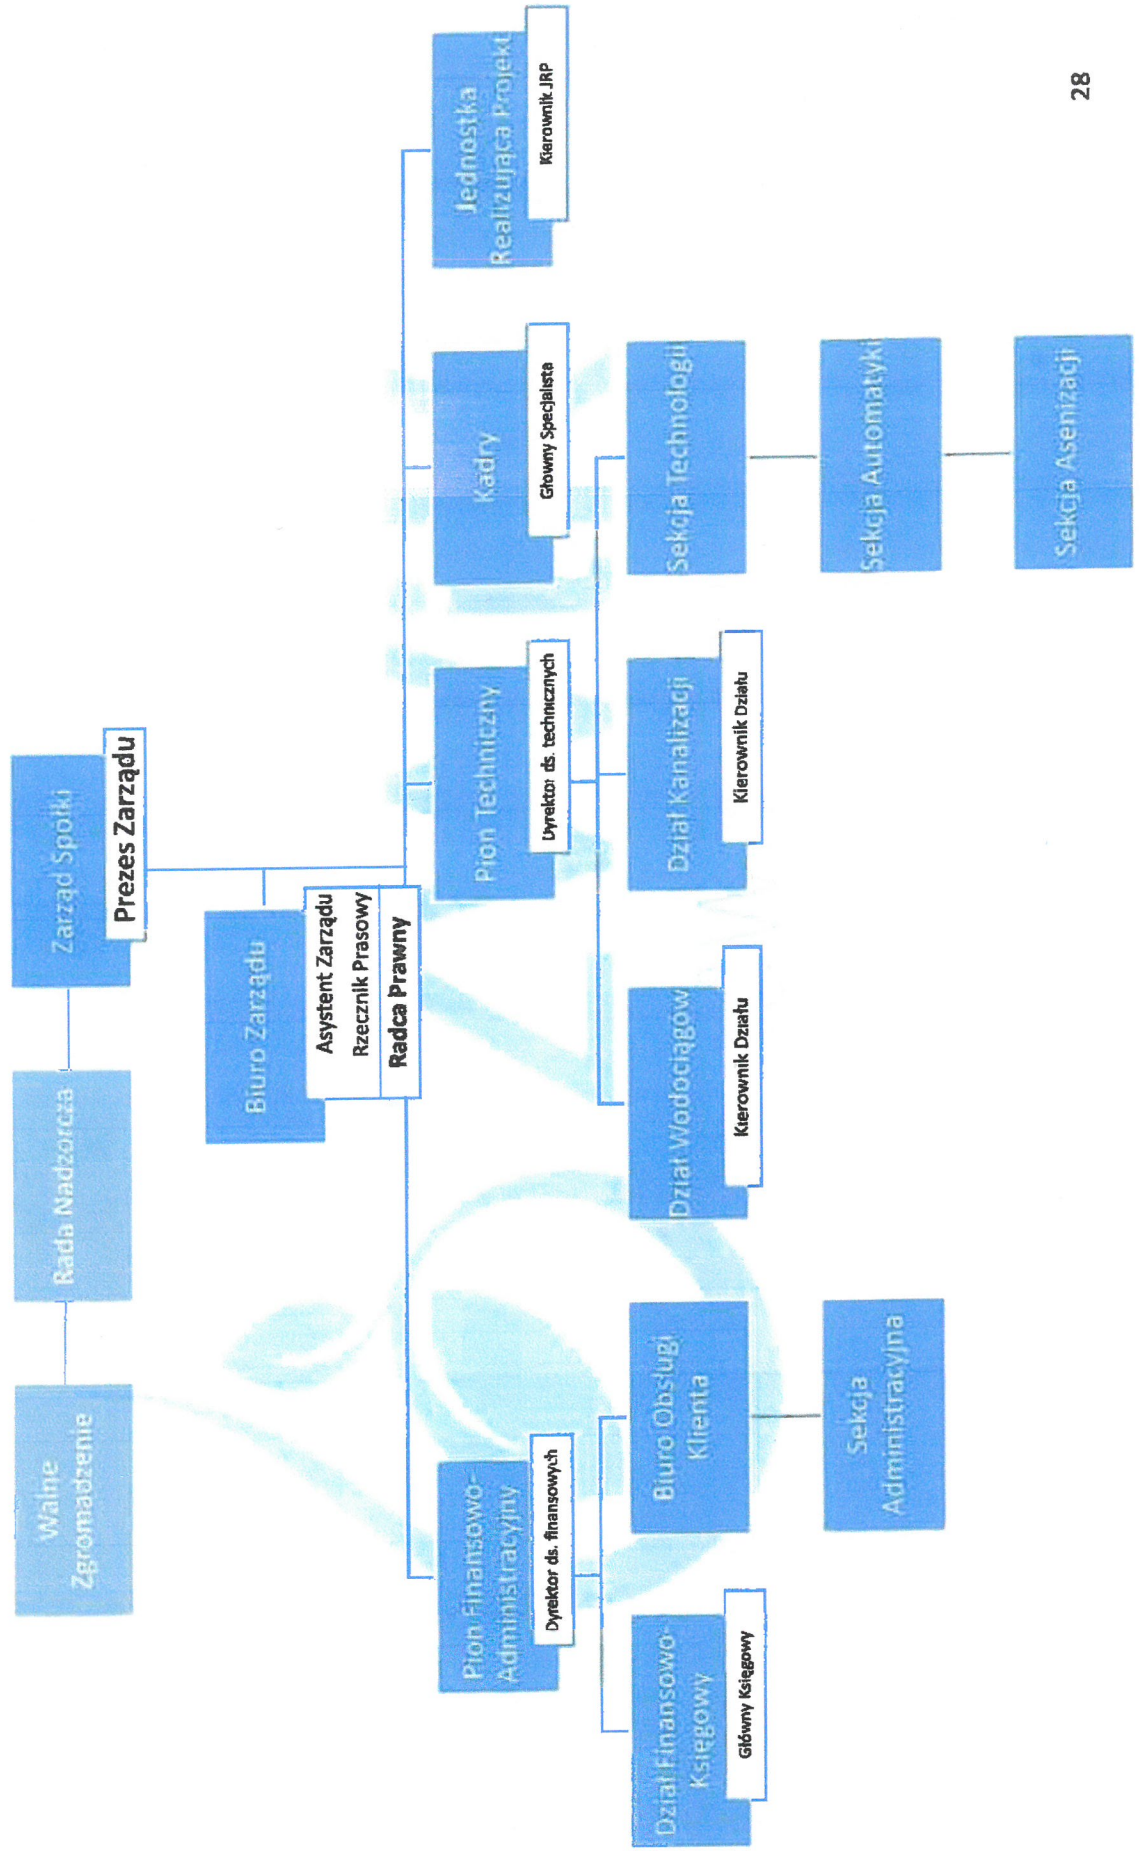 Walne
Zgromadzenie
Rada Nadzorcza
Zarząd Spółki
Prezes Zarządu
Biuro Zarządu
Asystent Zarządu
Rzecznik Prasowy
Radca Prawny
Pion Finansowo-
Administracyjny
Dyrektor ds. finansowych
Pion Techniczny
Dyrektor ds. technicznych
Kadry
Głowny Specjalista
Jednostka
Realizująca Projekt
Kierownik JRP
Dział Finansowo-
Księgowy
Główny Księgowy
Biuro Obsługi
Klienta
Dział Wodociągów
Kierownik Działu
Dział Kanalizacji
Kierownik Działu
Sekcja Technologii
Sekcja
Administracyjna
Sekcja Automatyki
Sekcja Asenizacji
28